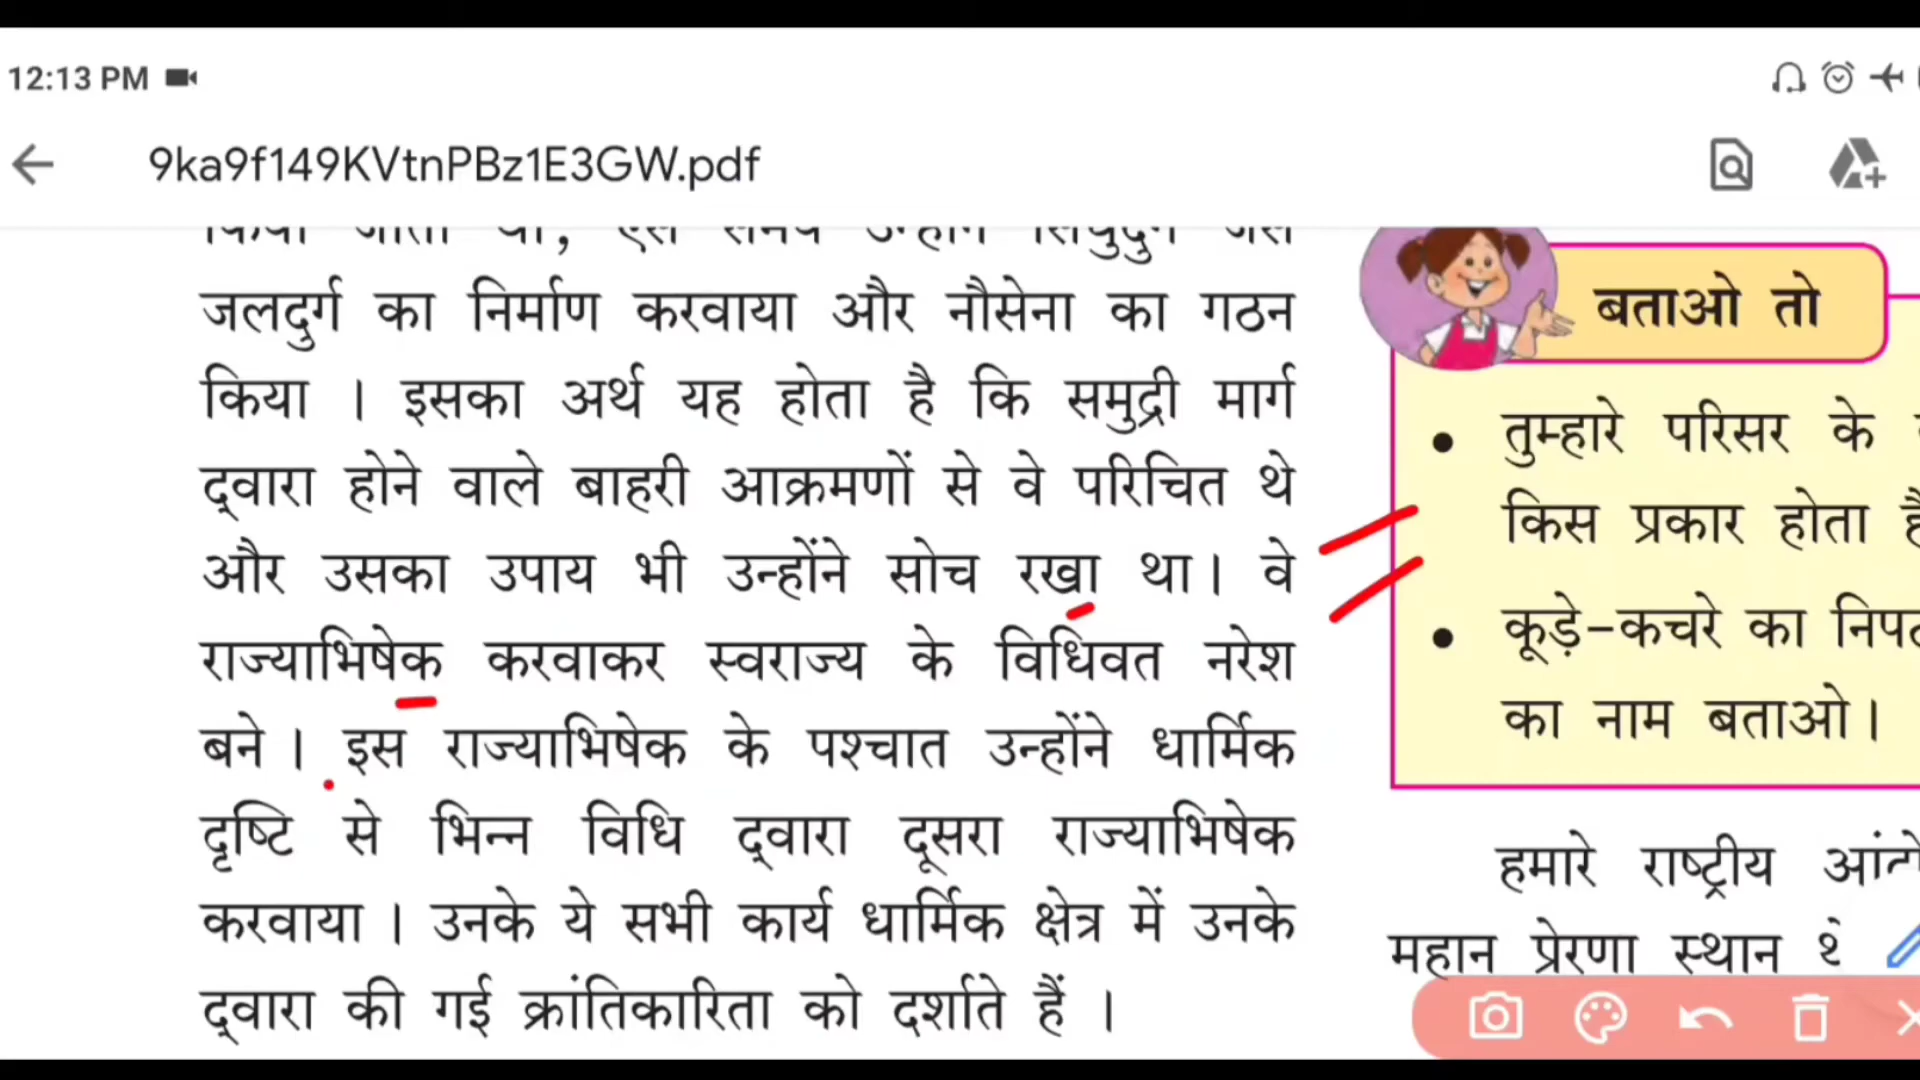 12:13 PM
9ka9f149KVtnPBz1E3GW.pdf
जलदुर्ग का निर्माण करवाया और नौसेना का गठन
किया । इसका अर्थ यह होता है कि समुद्री मार्ग
द्वारा होने वाले बाहरी आक्रमणों से वे परिचित थे
और उसका उपाय भी उन्होंने सोच रखा था। वे
राज्याभिषेक करवाकर स्वराज्य के विधिवत नरेश
बने । इस राज्याभिषेक के पश्चात उन्होंने धार्मिक
दृष्टि से भिन्न विधि द्वारा दूसरा राज्याभिषेक
करवाया । उनके ये सभी कार्य धार्मिक क्षेत्र में उनके
द्वारा की गई क्रांतिकारिता को दर्शाते हैं ।
बताओ तो
• तुम्हारे परिसर के
किस प्रकार होता
• कूड़े-कचरे का
का नाम बताओ।
हमारे राष्ट्रीय
महान प्रेरणा स्थान